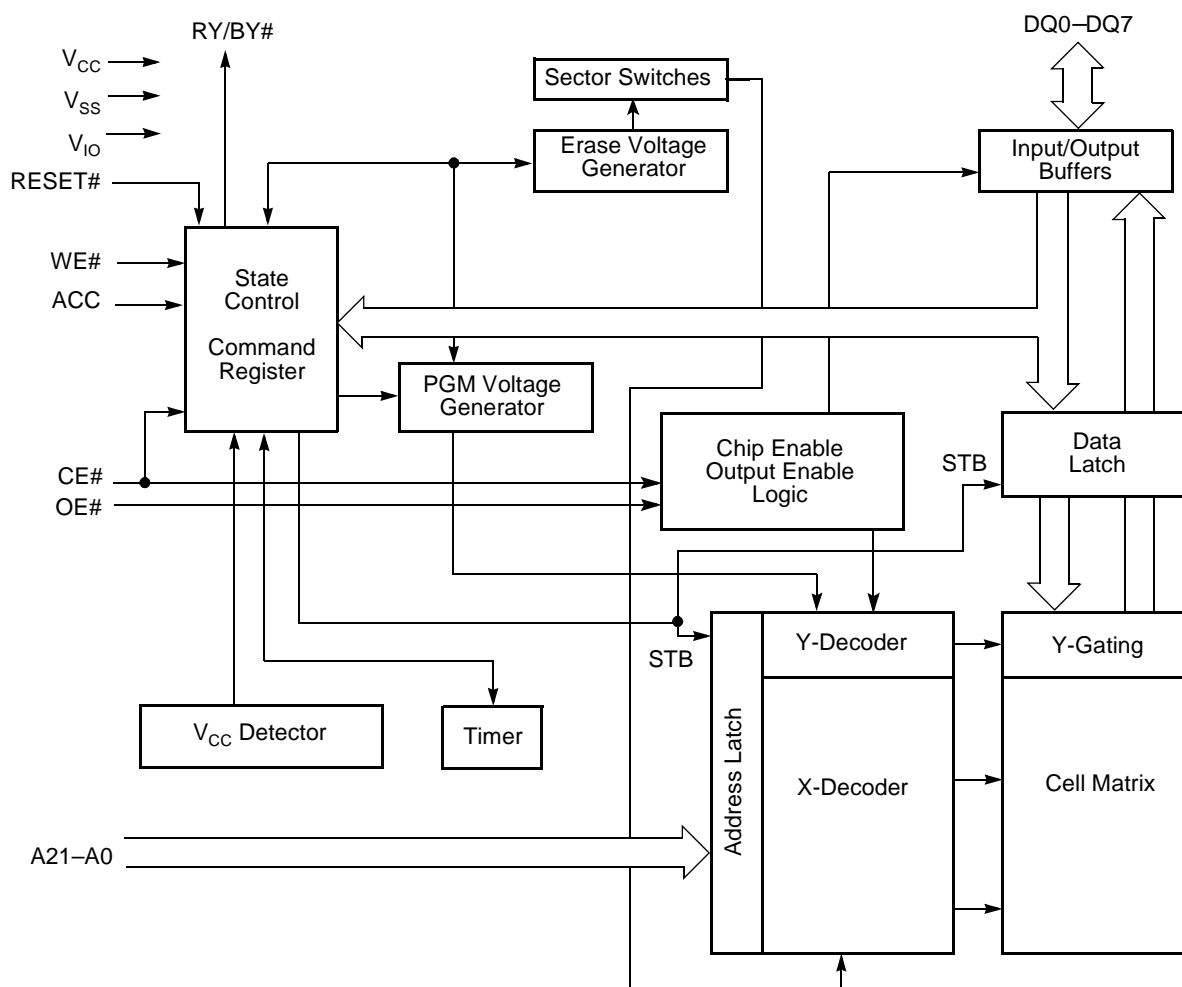 RY/BY#
DQ0–DQ7
VCC
VSS
VIO
Sector Switches
Erase Voltage
Generator
Input/Output
Buffers
RESET#
WE#
ACC
State
Control
Command
Register
PGM Voltage
Generator
CE#
OE#
Chip Enable
Output Enable
Logic
STB
Data
Latch
STB
Y-Decoder
Y-Gating
VCC Detector
Timer
Address Latch
X-Decoder
Cell Matrix
A21–A0